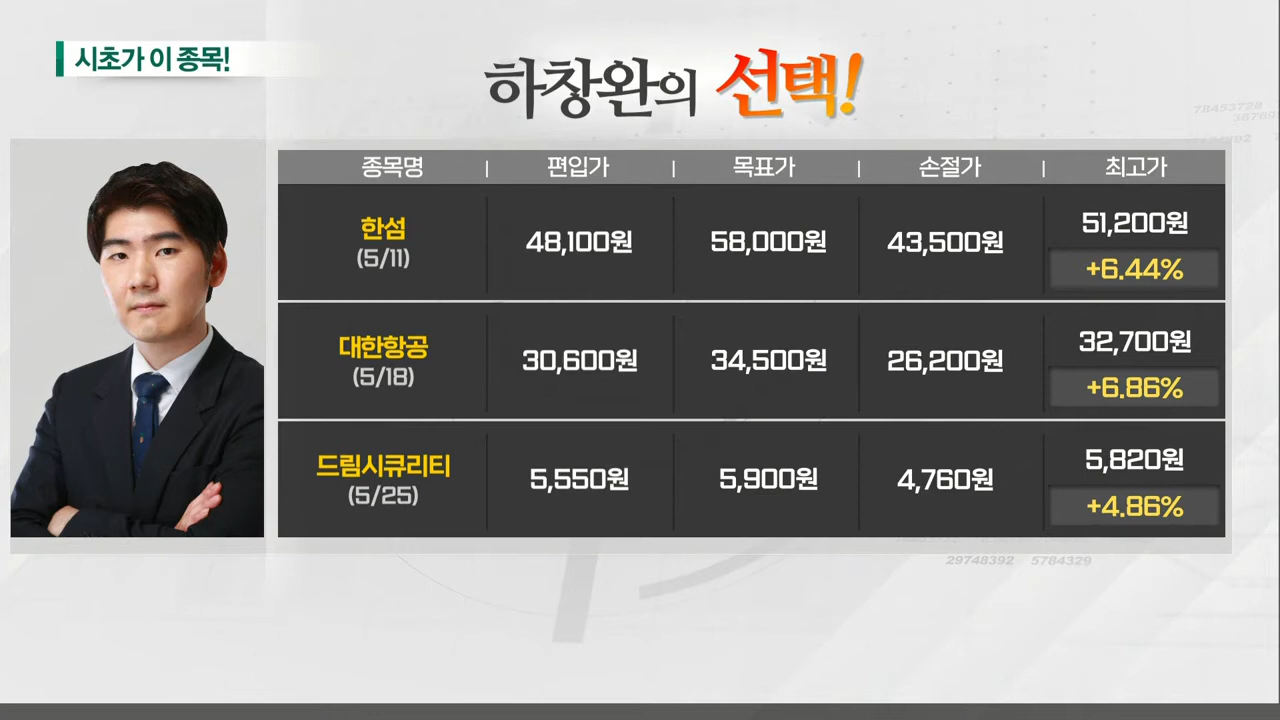 시초가 이 종목!
하창완의 선택!
종목명 | 편입가 | 목표가 | 손절가 | 최고가
한섬
(5/11)
48,100원
58,000원
43,500원
51,200원
+6.44%
대한항공
(5/18)
30,600원
34,500원
26,200원
32,700원
+6.86%
드림시큐리티
(5/25)
5,550원
5,900원
4,760원
5,820원
+4.86%
29748392 5784329